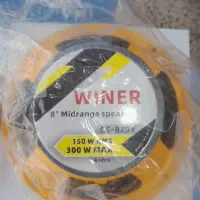 WINER
8" Midrange speaker
150 W RMS
300 W MAX